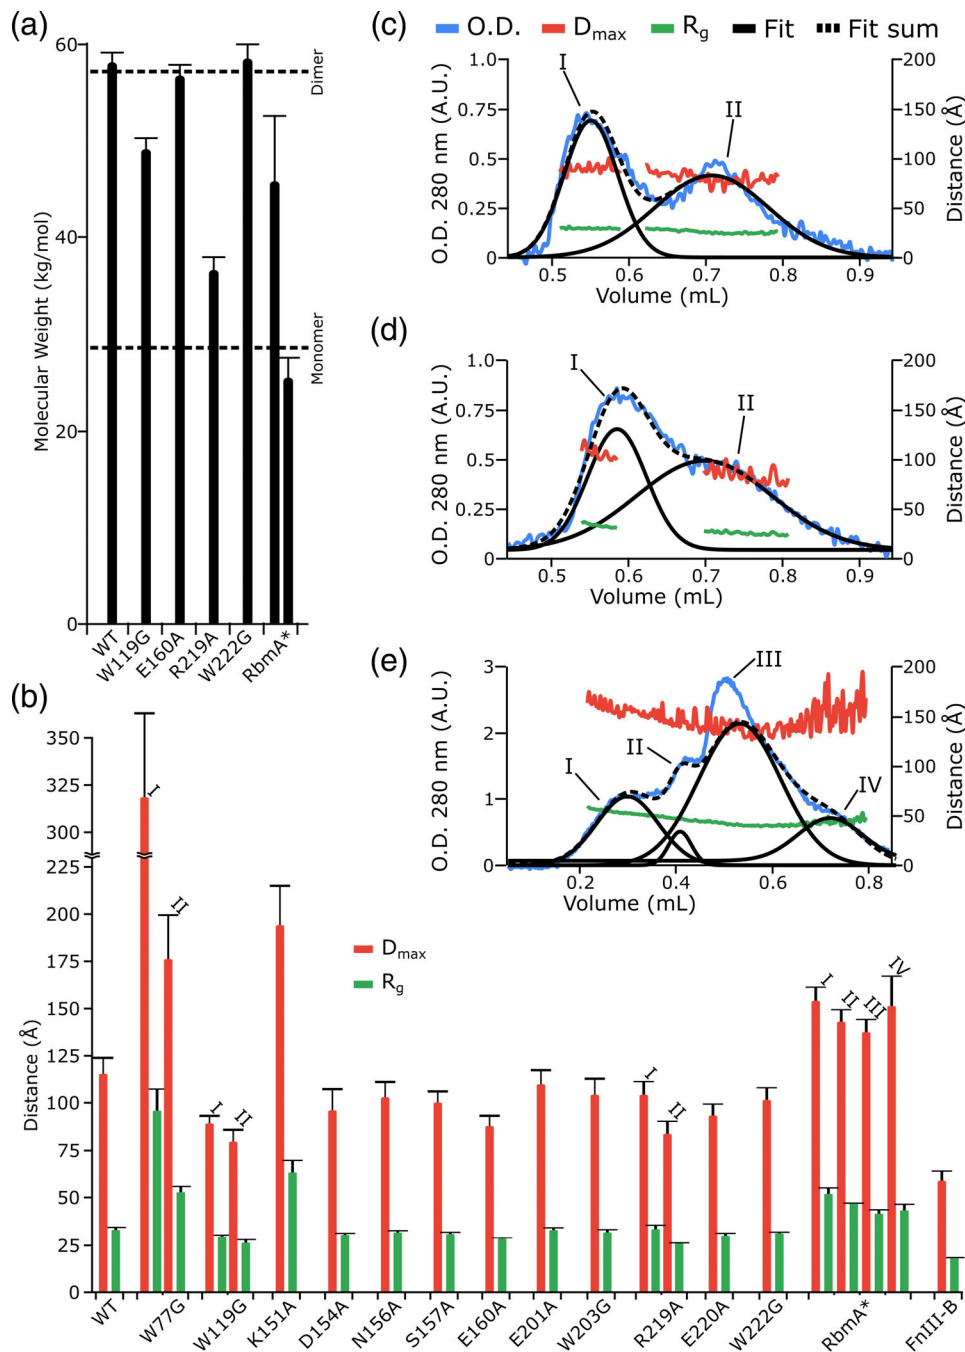 (a)
Molecular Weight (kg/mol)
60
40
20
0
Dimer
Monomer
WT
W119G
E160A
R219A
W222G
RbmA*
(c)
O.D.
Dmax
Rg
Fit
Fit sum
O.D. 280 nm (A.U.)
1.0
0.75
0.5
0.25
0
I
II
200
150
100
50
0
Distance (Å)
0.5 0.6 0.7 0.8 0.9
Volume (mL)
(d)
O.D. 280 nm (A.U.)
1.0
0.75
0.5
0.25
0
I
II
200
150
100
50
0
Distance (Å)
0.5 0.6 0.7 0.8 0.9
Volume (mL)
(e)
O.D. 280 nm (A.U.)
3
2
1
0
I
II
III
IV
200
150
100
50
0
Distance (Å)
0.2 0.4 0.6 0.8
Volume (mL)
(b)
Distance (Å)
350
325
300
225
200
175
150
125
100
75
50
25
0
I
II
I
II
Dmax
Rg
I
II
I
II
III
IV
WT
W77G
W119G
K151A
D154A
N156A
S157A
E160A
E201A
W203G
R219A
E220A
W222G
RbmA*
FnIII-B